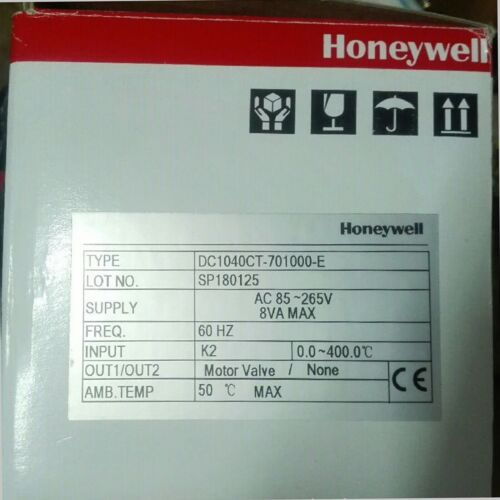 Honeywell
Honeywell
TYPE DC1040CT-701000-E
LOT NO. SP180125
SUPPLY AC 85 ~265V
8VA MAX
FREQ. 60 HZ
INPUT K2 0.0~400.0℃
OUT1/OUT2 Motor Valve / None
AMB.TEMP 50 ℃ MAX
CE